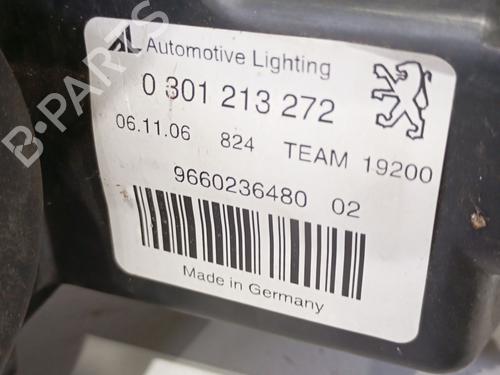 AL Automotive Lighting
0 301 213 272
06.11.06 824 TEAM 19200
9660236480 02
Made in Germany
B-PARTS